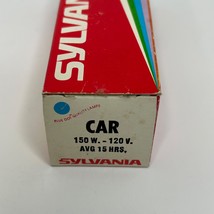 SYLVANIA
CAR
150 W. - 120 V.
AVG 15 HRS.
SYLVANIA